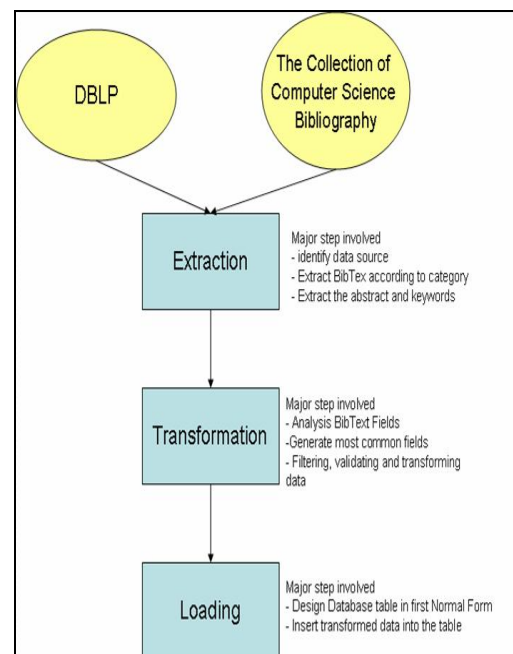 DBLP
The Collection of
Computer Science
Bibliography
Extraction
Major step involved
- identify data source
- Extract BibTex according to category
- Extract the abstract and keywords
Transformation
Major step involved
- Analysis BibText Fields
-Generate most common fields
- Filtering, validating and transforming
data
Loading
Major step involved
- Design Database table in first Normal Form
- Insert transformed data into the table